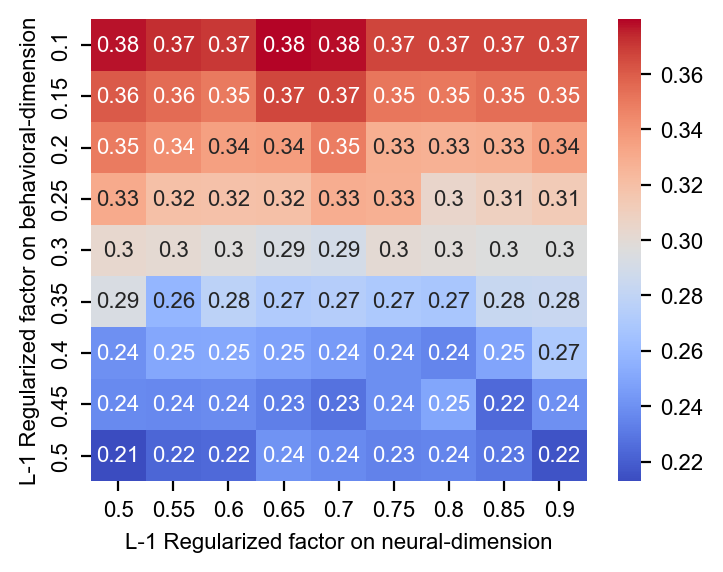 L-1 Regularized factor on behavioral-dimension
0.1 0.38 0.37 0.37 0.38 0.38 0.37 0.37 0.37 0.37
0.15 0.36 0.36 0.35 0.37 0.37 0.35 0.35 0.35 0.35
0.2 0.35 0.34 0.34 0.34 0.35 0.33 0.33 0.33 0.34
0.25 0.33 0.32 0.32 0.32 0.33 0.33 0.3 0.31 0.31
0.3 0.3 0.3 0.3 0.29 0.29 0.3 0.3 0.3 0.3
0.35 0.29 0.26 0.28 0.27 0.27 0.27 0.27 0.28 0.28
0.4 0.24 0.25 0.25 0.25 0.24 0.24 0.24 0.25 0.27
0.45 0.24 0.24 0.24 0.23 0.23 0.24 0.25 0.22 0.24
0.5 0.21 0.22 0.22 0.24 0.24 0.23 0.24 0.23 0.22
0.5 0.55 0.6 0.65 0.7 0.75 0.8 0.85 0.9
L-1 Regularized factor on neural-dimension
0.36
0.34
0.32
0.30
0.28
0.26
0.24
0.22